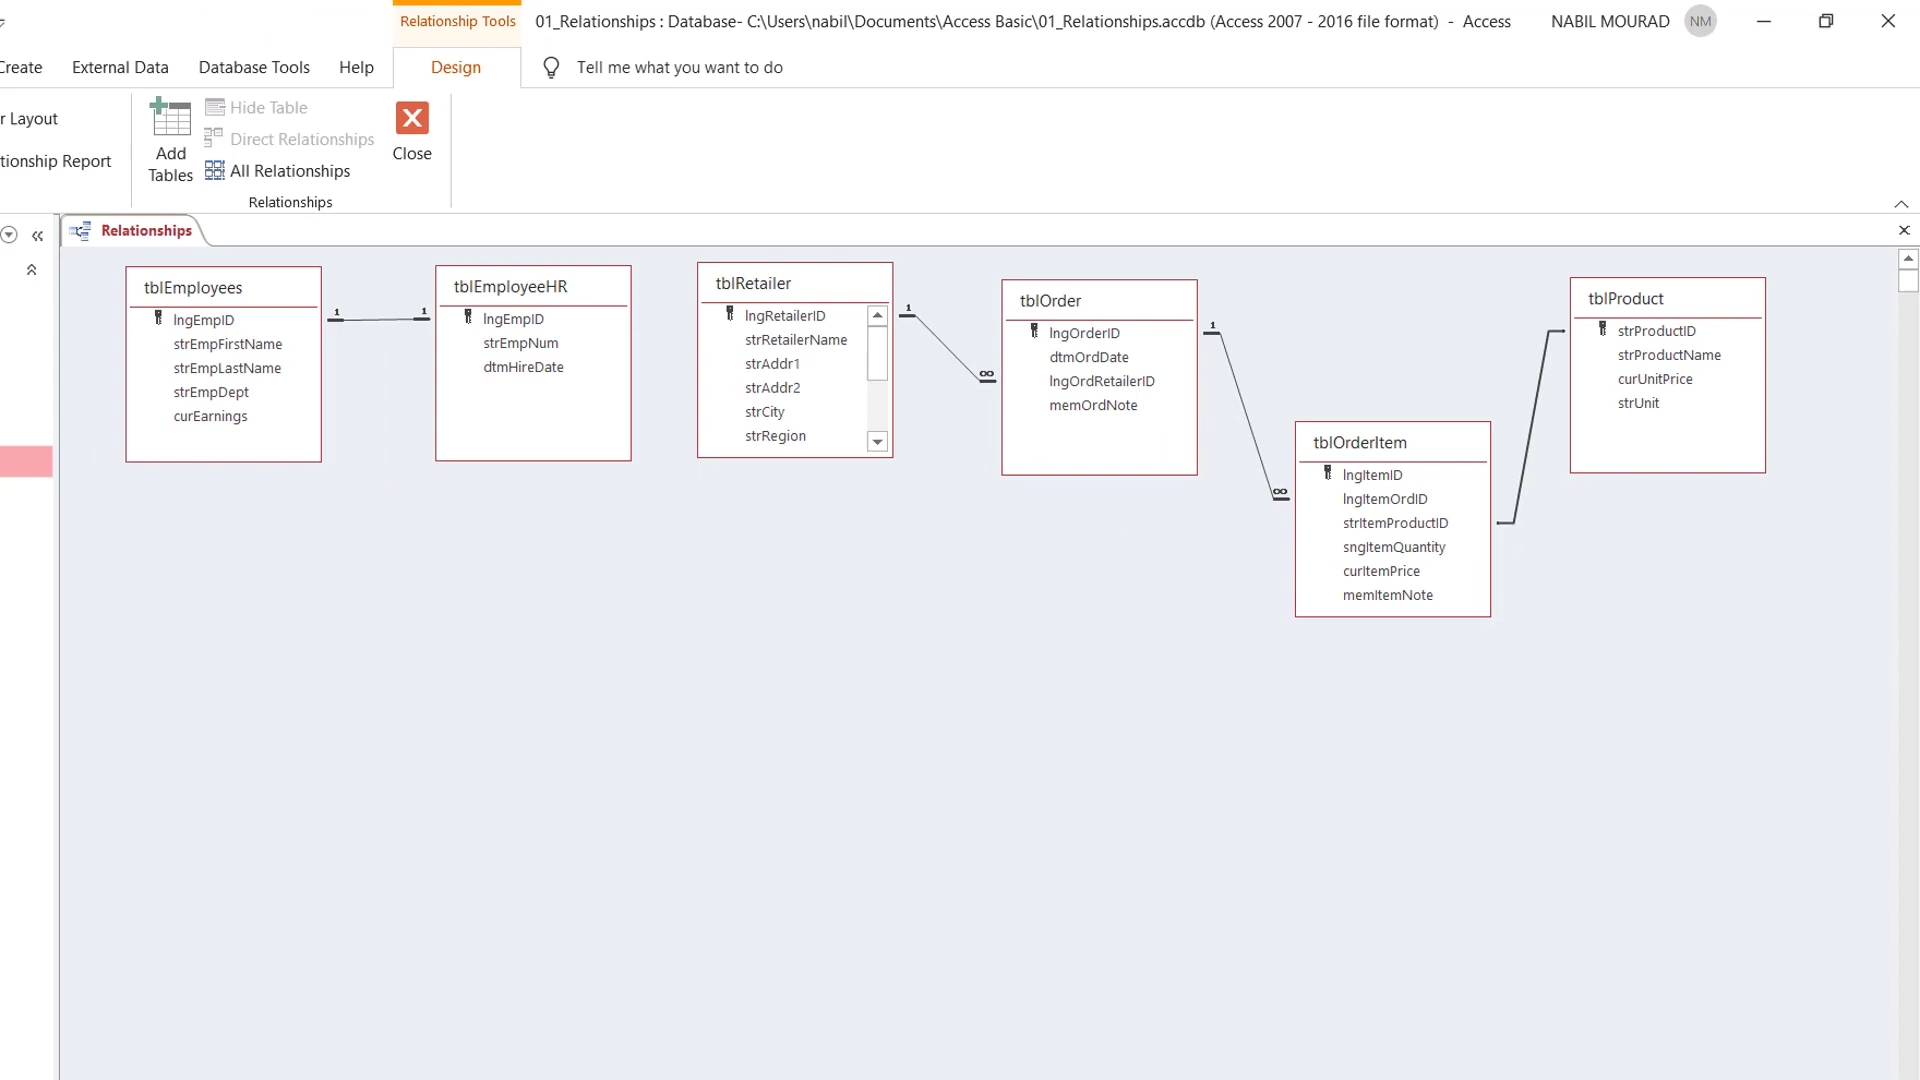 Relationship Tools
01_Relationships : Database- C:\Users\nabil\Documents\Access Basic\01_Relationships.accdb (Access 2007 - 2016 file format)  -  Access
NABIL MOURAD
NM
Create
External Data
Database Tools
Help
Design
Tell me what you want to do
r Layout
tionship Report
Add
Tables
Hide Table
Direct Relationships
All Relationships
Close
Relationships
Relationships
tblEmployees
lngEmpID
strEmpFirstName
strEmpLastName
strEmpDept
curEarnings
1
1
tblEmployeeHR
lngEmpID
strEmpNum
dtmHireDate
tblRetailer
lngRetailerID
strRetailerName
strAddr1
strAddr2
strCity
strRegion
1
∞
tblOrder
lngOrderID
dtmOrdDate
lngOrdRetailerID
memOrdNote
1
∞
tblOrderItem
lngItemID
lngItemOrdID
strItemProductID
sngItemQuantity
curItemPrice
memItemNote
tblProduct
strProductID
strProductName
curUnitPrice
strUnit